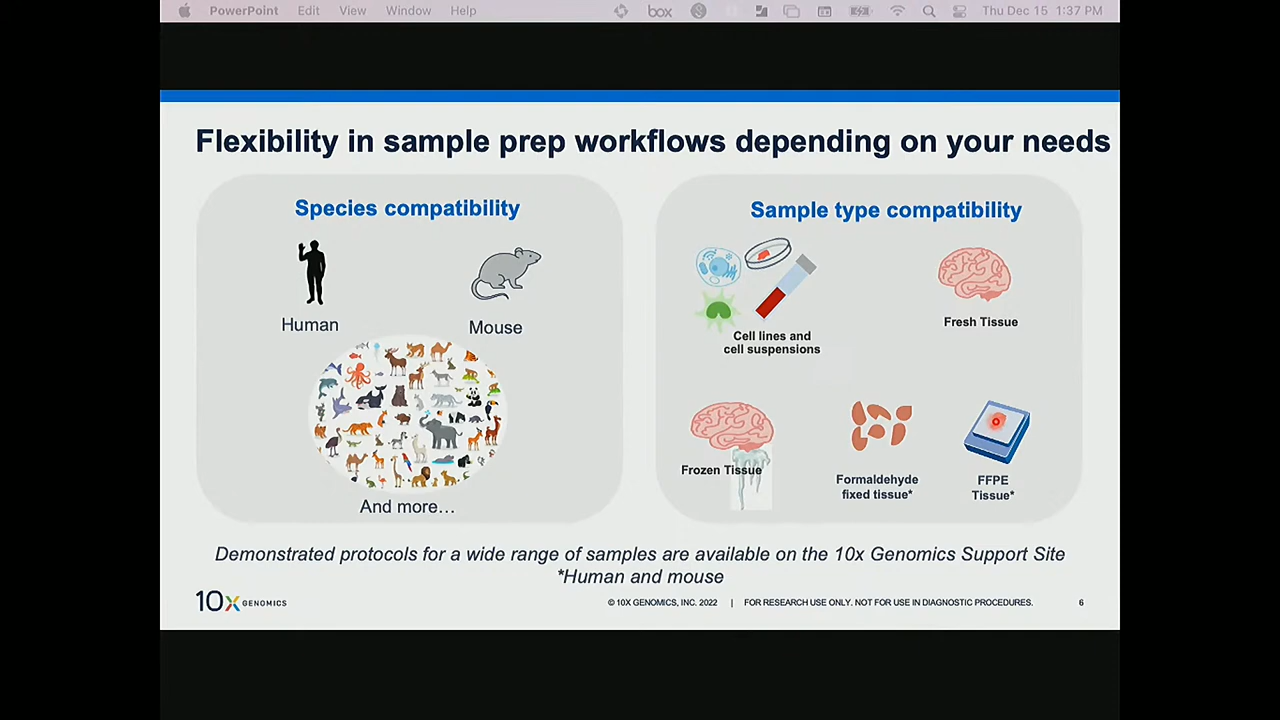 PowerPoint Edit View Window Help box Thu Dec 15 1:37 PM
Flexibility in sample prep workflows depending on your needs
Species compatibility
Human
Mouse
And more…
Sample type compatibility
Cell lines and
cell suspensions
Fresh Tissue
Frozen Tissue
Formaldehyde
fixed tissue*
FFPE
Tissue*
Demonstrated protocols for a wide range of samples are available on the 10x Genomics Support Site
*Human and mouse
10X GENOMICS
© 10X GENOMICS, INC. 2022 | FOR RESEARCH USE ONLY. NOT FOR USE IN DIAGNOSTIC PROCEDURES. 6